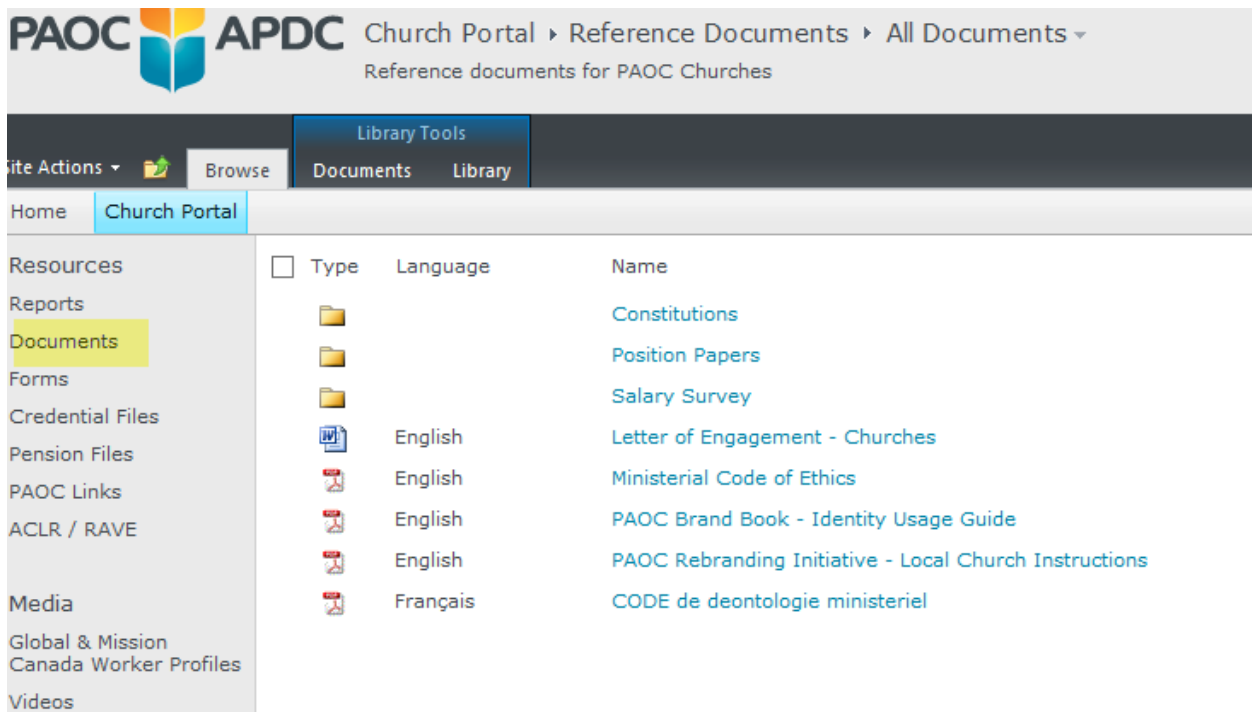 PAOC APDC Church Portal ▸ Reference Documents ▸ All Documents
Reference documents for PAOC Churches
Library Tools
Site Actions Browse Documents Library
Home Church Portal
Resources
Reports
Documents
Forms
Credential Files
Pension Files
PAOC Links
ACLR / RAVE
Media
Global & Mission
Canada Worker Profiles
Videos
Type Language Name
Constitutions
Position Papers
Salary Survey
English Letter of Engagement - Churches
English Ministerial Code of Ethics
English PAOC Brand Book - Identity Usage Guide
English PAOC Rebranding Initiative - Local Church Instructions
Français CODE de deontologie ministeriel